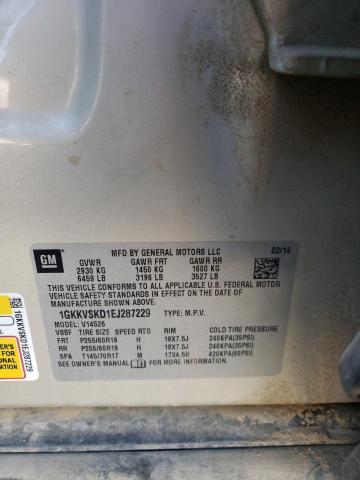 GM
MFD BY GENERAL MOTORS LLC
02/14
GVWR GAWR FRT GAWR RR
2930 KG 1450 KG 1600 KG
6459 LB 3196 LB 3527 LB
THIS VEHICLE CONFORMS TO ALL APPLICABLE U.S. FEDERAL MOTOR
VEHICLE SAFETY STANDARDS IN EFFECT ON THE DATE OF
MANUFACTURE SHOWN ABOVE.
1GKKVSKD1EJ287229 TYPE: M.P.V.
MODEL: V14526
VBBF TIRE SIZE SPEED RTG RIM COLD TIRE PRESSURE
FRT P255/60R19 H 19X7.5J 240KPA(35PSI)
RR P255/60R19 H 19X7.5J 240KPA(35PSI)
SPA T145/70R17 M 17X4.5B 420KPA(60PSI)
SEE OWNER'S MANUAL FOR ADDITIONAL INFORMATION.
1GKKVSKD1EJ287229